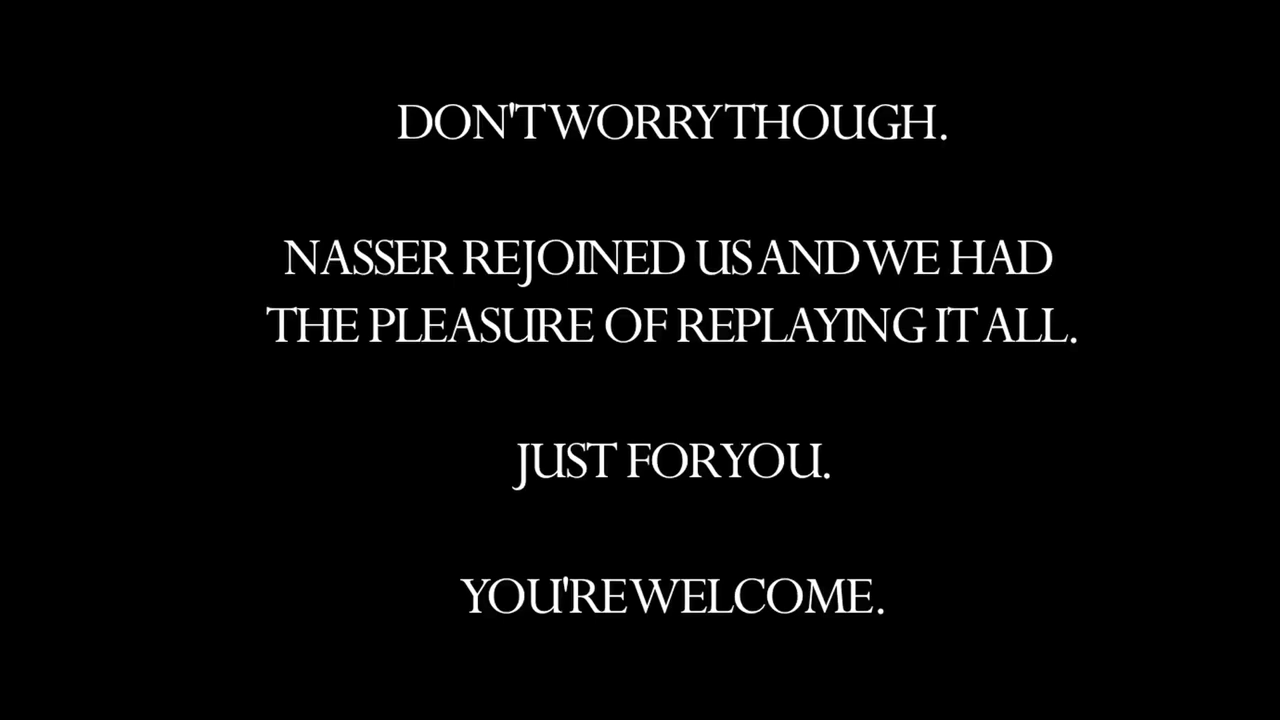 DON'T WORRY THOUGH.
NASSER REJOINED US AND WE HAD
THE PLEASURE OF REPLAYING IT ALL.
JUST FOR YOU.
YOU'RE WELCOME.